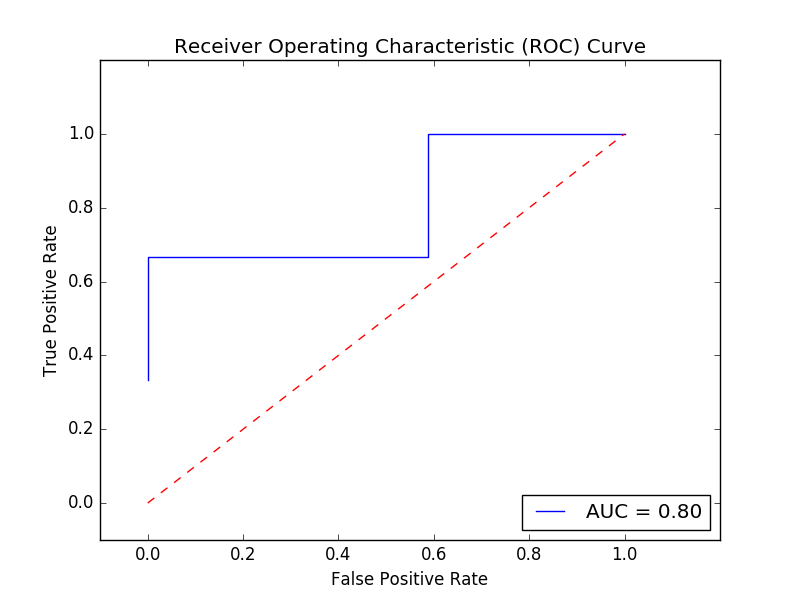 Receiver Operating Characteristic (ROC) Curve
True Positive Rate
1.0
0.8
0.6
0.4
0.2
0.0
AUC = 0.80
0.0 0.2 0.4 0.6 0.8 1.0
False Positive Rate